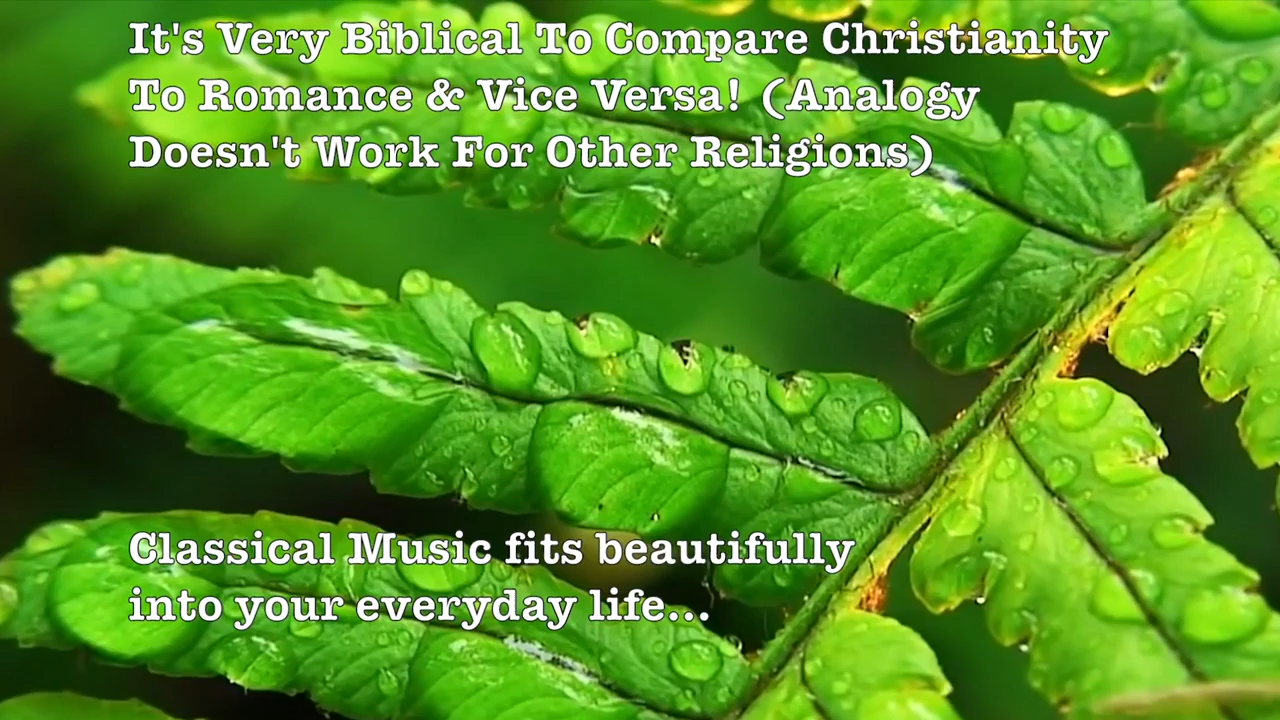 It's Very Biblical To Compare Christianity
To Romance & Vice Versa! (Analogy
Doesn't Work For Other Religions)
Classical Music fits beautifully
into your everyday life...